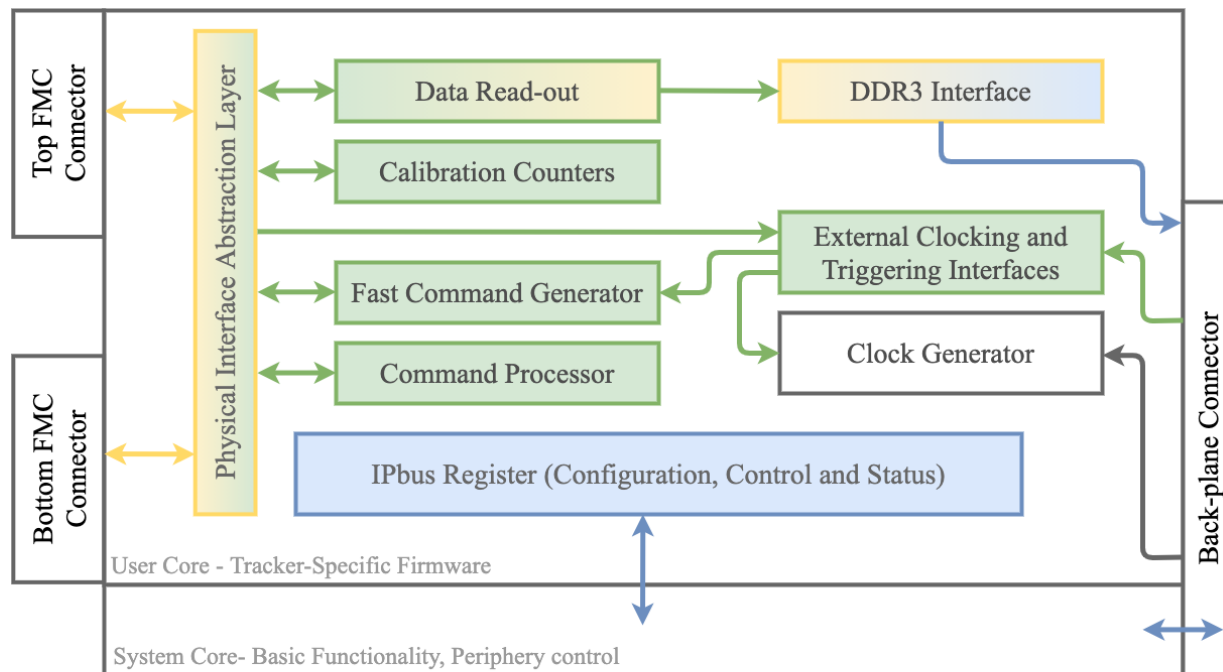 Top FMC
Connector
Bottom FMC
Connector
Physical Interface Abstraction Layer
Data Read-out
DDR3 Interface
Calibration Counters
External Clocking and
Triggering Interfaces
Fast Command Generator
Clock Generator
Command Processor
IPbus Register (Configuration, Control and Status)
Back-plane Connector
User Core - Tracker-Specific Firmware
System Core- Basic Functionality, Periphery control